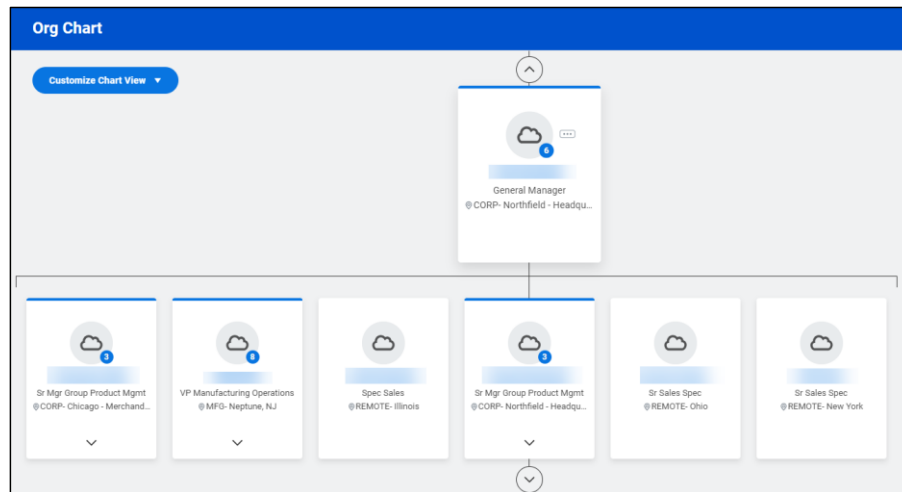 Org Chart
Customize Chart View
6
General Manager
CORP- Northfield - Headqu...
3
Sr Mgr Group Product Mgmt
CORP- Chicago - Merchand...
8
VP Manufacturing Operations
MFG- Neptune, NJ
Spec Sales
REMOTE- Illinois
3
Sr Mgr Group Product Mgmt
CORP- Northfield - Headqu...
Sr Sales Spec
REMOTE- Ohio
Sr Sales Spec
REMOTE- New York